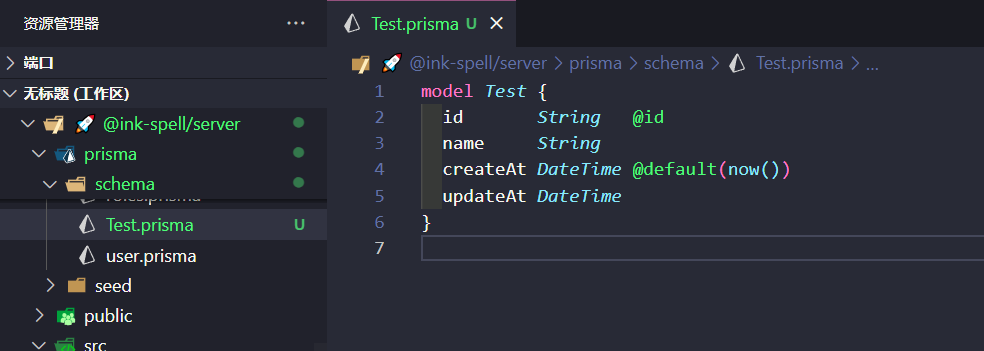 资源管理器
端口
无标题 (工作区)
@ink-spell/server
prisma
schema
roles.prisma
Test.prisma U
user.prisma
seed
public
src
Test.prisma U
@ink-spell/server > prisma > schema > Test.prisma > ...
1 model Test {
2 id String @id
3 name String
4 createAt DateTime @default(now())
5 updateAt DateTime
6 }
7